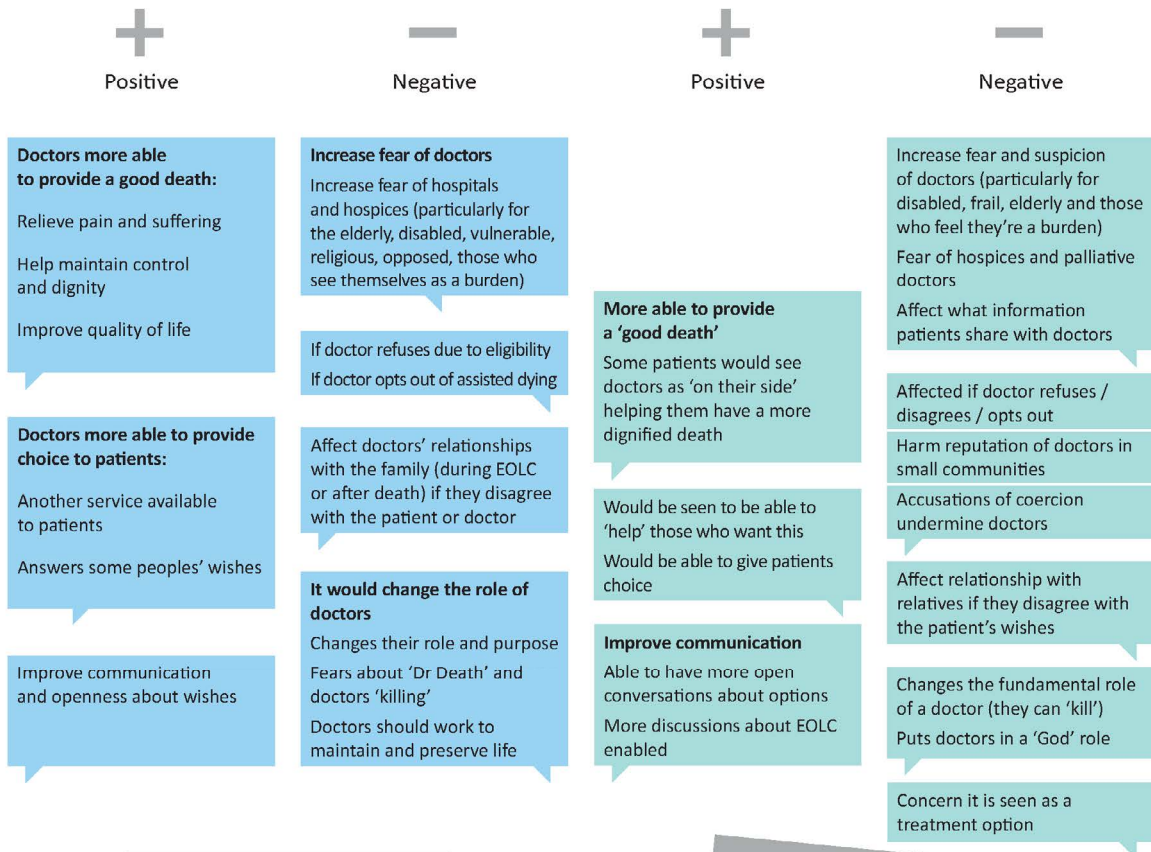 +
Positive
Doctors more able
to provide a good death:
Relieve pain and suffering
Help maintain control
and dignity
Improve quality of life
Doctors more able to provide
choice to patients:
Another service available
to patients
Answers some peoples’ wishes
Improve communication
and openness about wishes
−
Negative
Increase fear of doctors
Increase fear of hospitals
and hospices (particularly for
the elderly, disabled, vulnerable,
religious, opposed, those who
see themselves as a burden)
If doctor refuses due to eligibility
If doctor opts out of assisted dying
Affect doctors’ relationships
with the family (during EOLC
or after death) if they disagree
with the patient or doctor
It would change the role of
doctors
Changes their role and purpose
Fears about ‘Dr Death’ and
doctors ‘killing’
Doctors should work to
maintain and preserve life
+
Positive
More able to provide
a ‘good death’
Some patients would see
doctors as ‘on their side’
helping them have a more
dignified death
Would be seen to be able to
‘help’ those who want this
Would be able to give patients
choice
Improve communication
Able to have more open
conversations about options
More discussions about EOLC
enabled
−
Negative
Increase fear and suspicion
of doctors (particularly for
disabled, frail, elderly and those
who feel they’re a burden)
Fear of hospices and palliative
doctors
Affect what information
patients share with doctors
Affected if doctor refuses /
disagrees / opts out
Harm reputation of doctors in
small communities
Accusations of coercion
undermine doctors
Affect relationship with
relatives if they disagree with
the patient’s wishes
Changes the fundamental role
of a doctor (they can ‘kill’)
Puts doctors in a ‘God’ role
Concern it is seen as a
treatment option